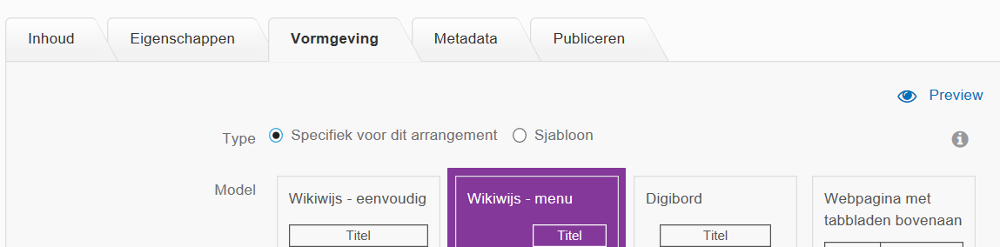 Inhoud Eigenschappen Vormgeving Metadata Publiceren
Preview
Type Specifiek voor dit arrangement Sjabloon
Model
Wikiwijs - eenvoudig
Titel
Wikiwijs - menu
Titel
Digibord
Titel
Webpagina met
tabbladen bovenaan